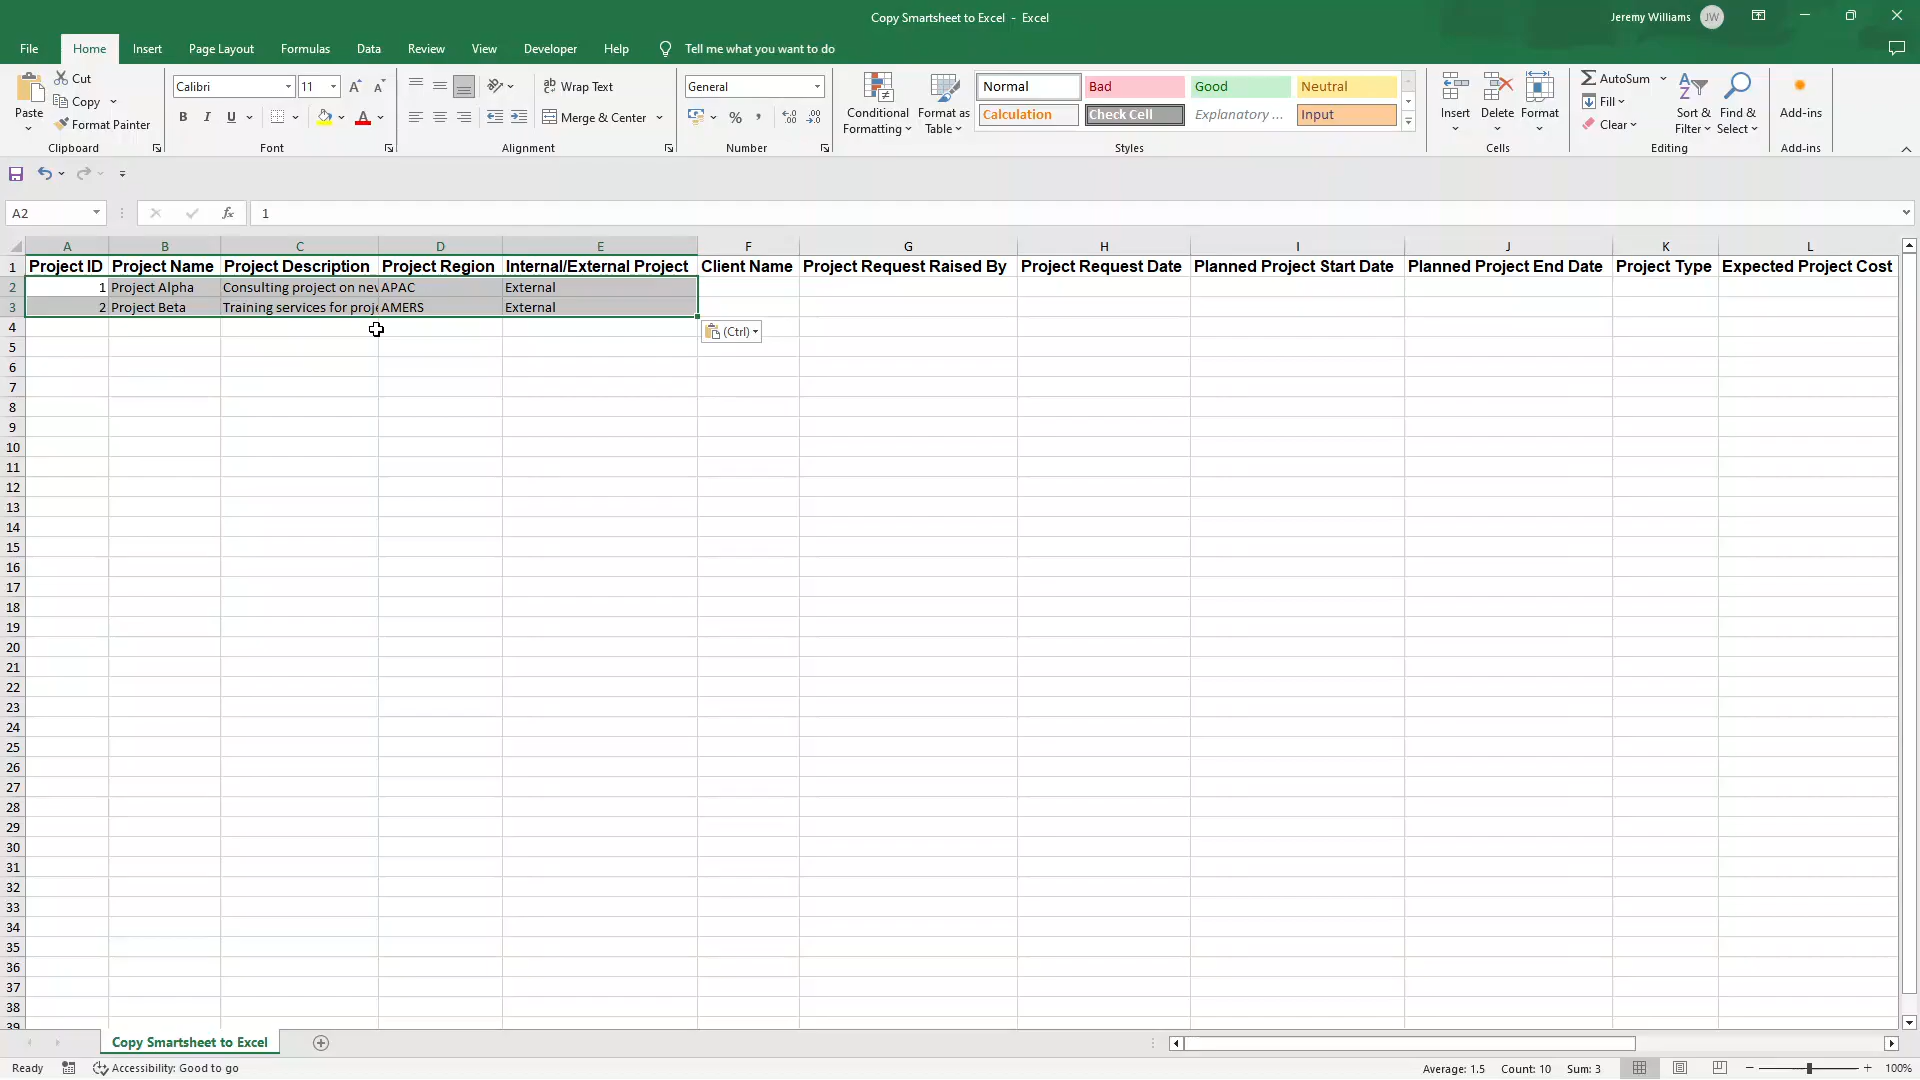 Copy Smartsheet to Excel - Excel
Jeremy Williams JW
File Home Insert Page Layout Formulas Data Review View Developer Help Tell me what you want to do
Paste
Cut
Copy
Format Painter
Clipboard
Calibri 11
B I U
Font
Wrap Text
Merge & Center
Alignment
General
Number
Conditional Formatting
Format as Table
Normal Bad Good Neutral
Calculation Check Cell Explanatory ... Input
Styles
Insert Delete Format
Cells
AutoSum
Fill
Clear
Sort & Filter
Find & Select
Editing
Add-ins
Add-ins
A2 fx 1
A B C D E F G H I J K L
1 Project ID Project Name Project Description Project Region Internal/External Project Client Name Project Request Raised By Project Request Date Planned Project Start Date Planned Project End Date Project Type Expected Project Cost
2 1 Project Alpha Consulting project on APAC External
3 2 Project Beta Training services for AMERS External
4
(Ctrl)
5
6
7
8
9
10
11
12
13
14
15
16
17
18
19
20
21
22
23
24
25
26
27
28
29
30
31
32
33
34
35
36
37
38
39
Copy Smartsheet to Excel
Ready Accessibility: Good to go Average: 1.5 Count: 10 Sum: 3 100%